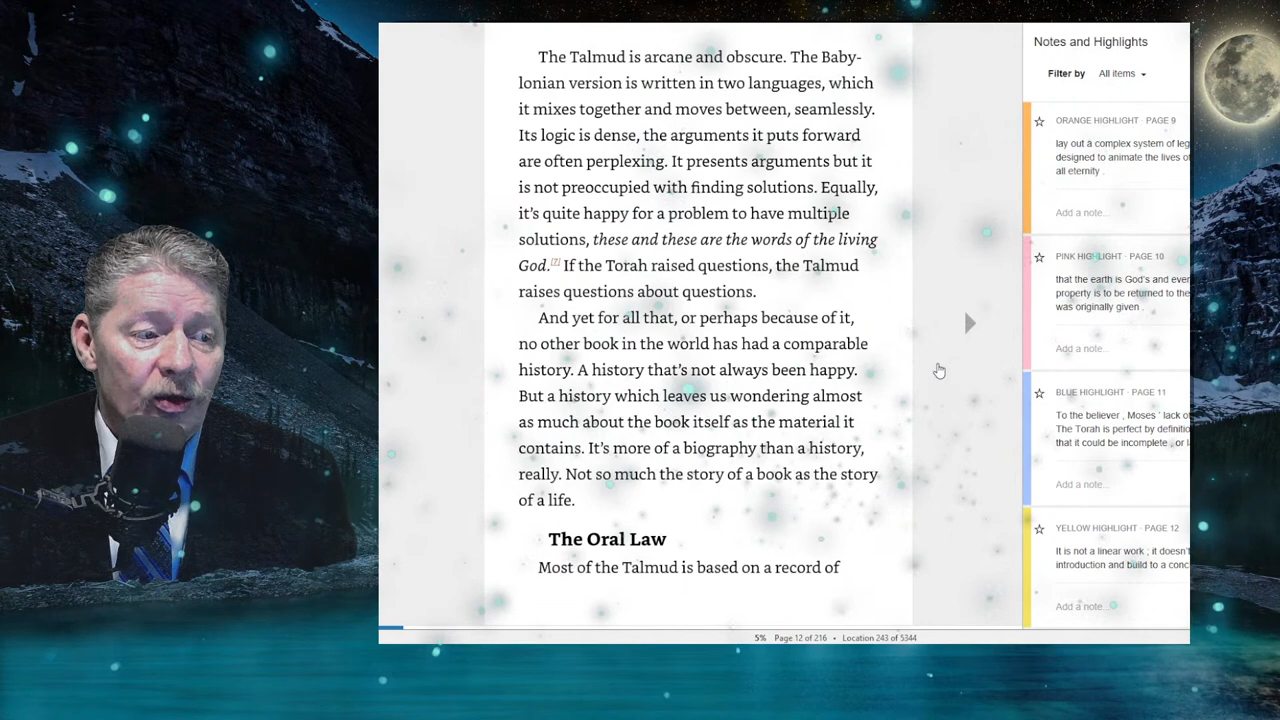 The Talmud is arcane and obscure. The Baby-
lonian version is written in two languages, which
it mixes together and moves between, seamlessly.
Its logic is dense, the arguments it puts forward
are often perplexing. It presents arguments but it
is not preoccupied with finding solutions. Equally,
it's quite happy for a problem to have multiple
solutions, these and these are the words of the living
God.[7] If the Torah raised questions, the Talmud
raises questions about questions.
And yet for all that, or perhaps because of it,
no other book in the world has had a comparable
history. A history that's not always been happy.
But a history which leaves us wondering almost
as much about the book itself as the material it
contains. It's more of a biography than a history,
really. Not so much the story of a book as the story
of a life.
The Oral Law
Most of the Talmud is based on a record of
5% Page 12 of 216 • Location 243 of 5344
Notes and Highlights
Filter by All items
ORANGE HIGHLIGHT · PAGE 9
lay out a complex system of leg
designed to animate the lives of
all eternity .
Add a note...
PINK HIGHLIGHT · PAGE 10
that the earth is God's and ever
property is to be returned to the
was originally given .
Add a note...
BLUE HIGHLIGHT · PAGE 11
To the believer , Moses ' lack of
The Torah is perfect by definitio
that it could be incomplete , or
Add a note...
YELLOW HIGHLIGHT · PAGE 12
It is not a linear work ; it doesn't
introduction and build to a conc
Add a note...